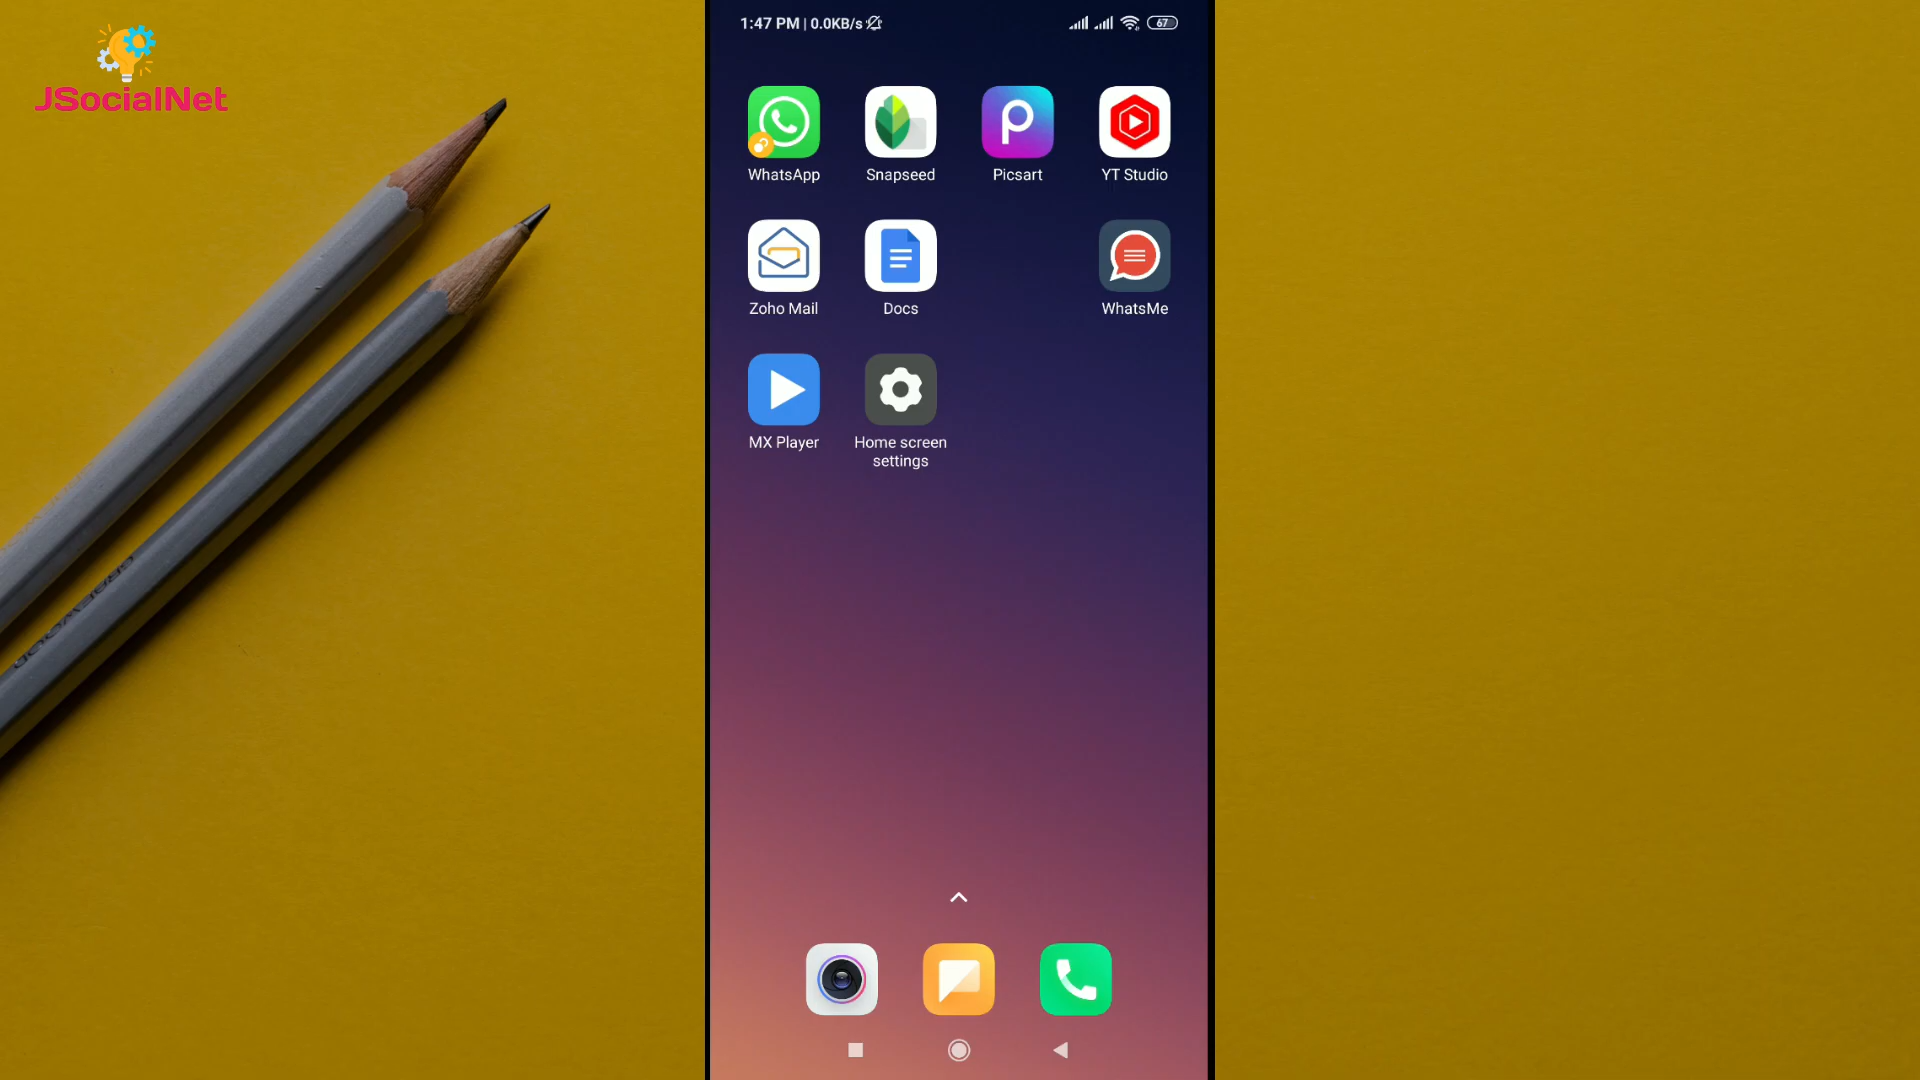 JSocialNet
1:47 PM | 0.0KB/s
67
WhatsApp
Snapseed
Picsart
YT Studio
Zoho Mail
Docs
WhatsMe
MX Player
Home screen
settings